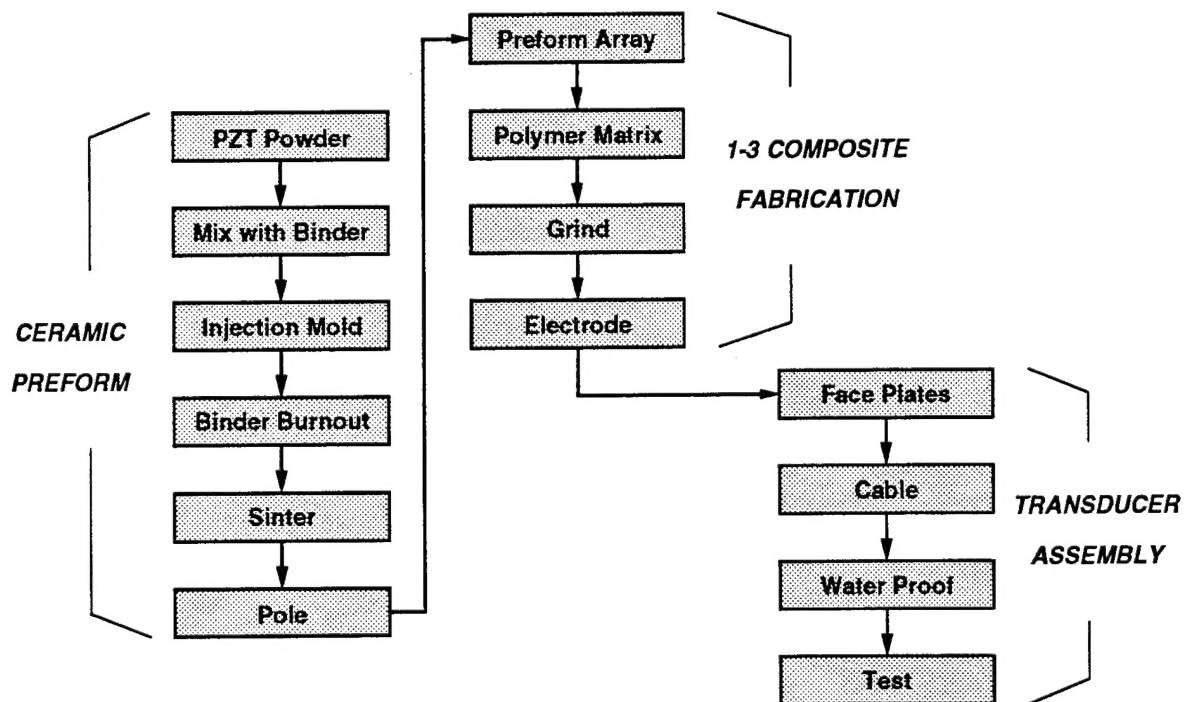 CERAMIC
PREFORM
PZT Powder
Mix with Binder
Injection Mold
Binder Burnout
Sinter
Pole
Preform Array
Polymer Matrix
Grind
Electrode
1-3 COMPOSITE
FABRICATION
Face Plates
Cable
Water Proof
Test
TRANSDUCER
ASSEMBLY